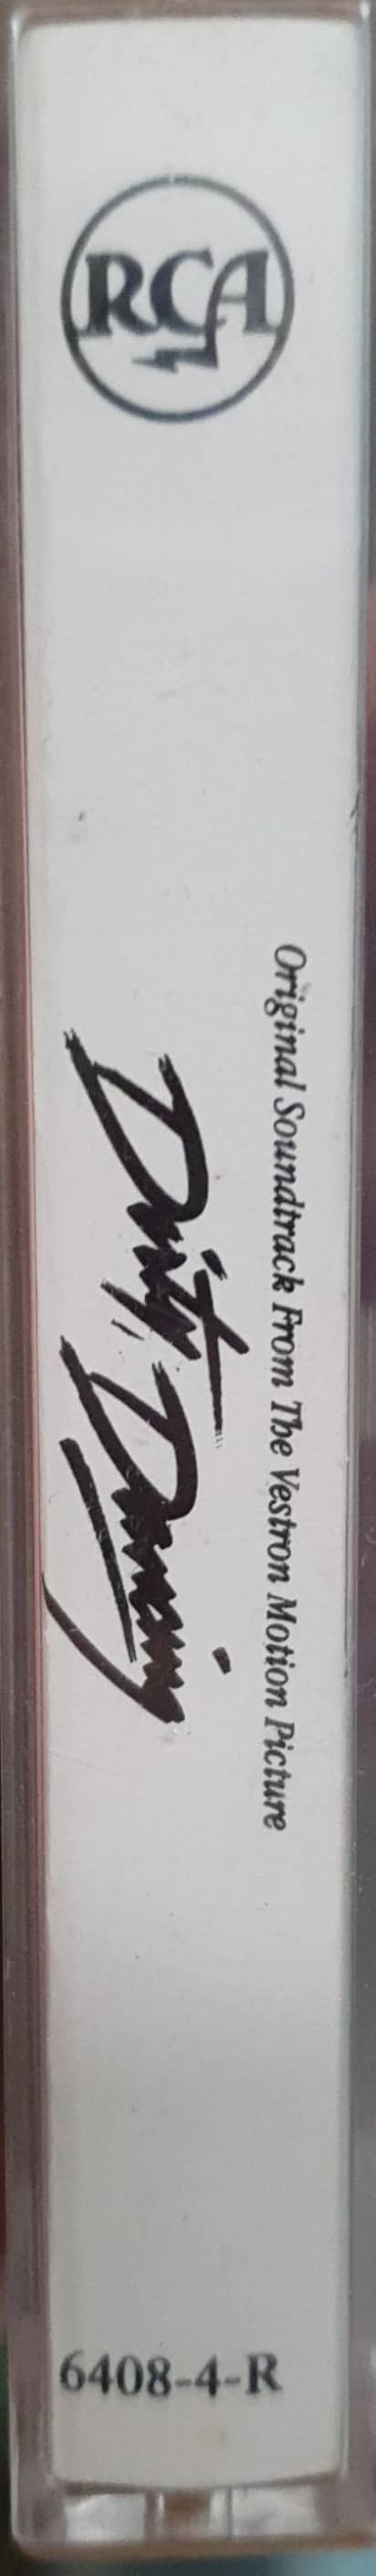 RCA
Original Soundtrack From The Vestron Motion Picture
Dirty Dancing
6408-4-R